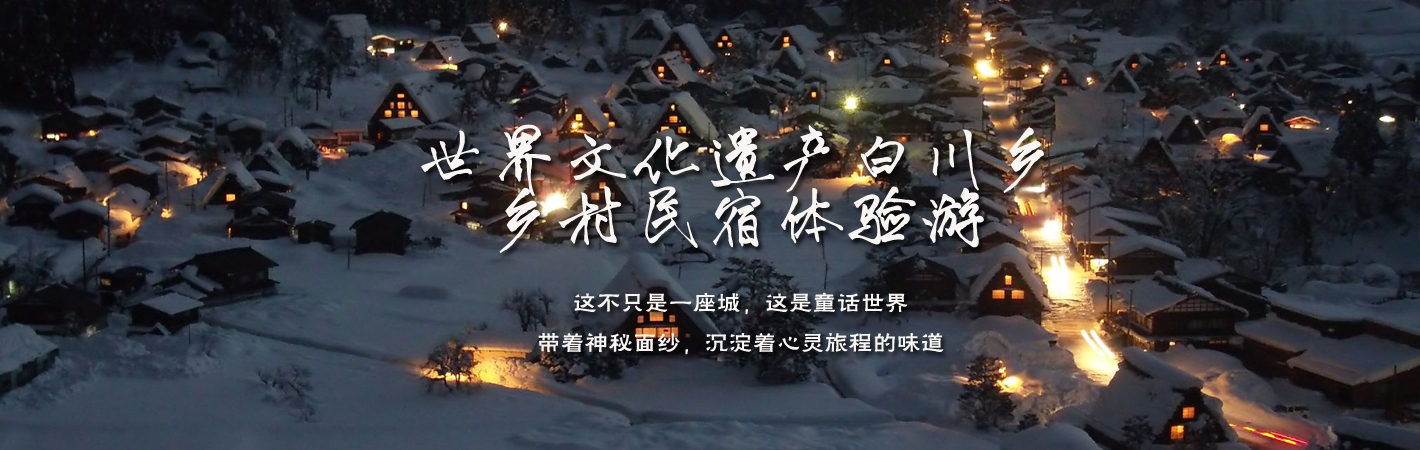 世界文化遗产白川乡
乡村民宿体验游
这不只是一座城，这是童话世界
带着神秘面纱，沉淀着心灵旅程的味道